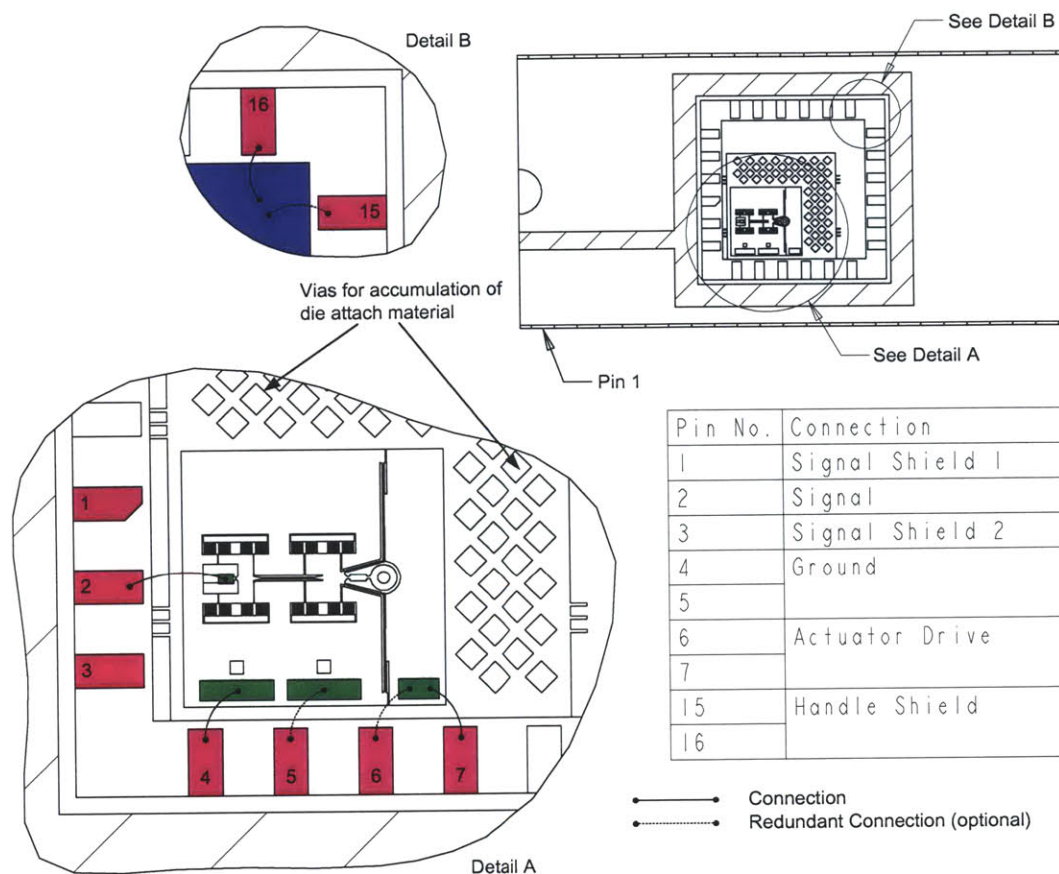 Detail B
See Detail B
16
15
Vias for accumulation of
die attach material
See Detail A
Pin 1
1
2
3
4
5
6
7
Detail A
Pin No. Connection
1 Signal Shield 1
2 Signal
3 Signal Shield 2
4 Ground
5
6 Actuator Drive
7
15 Handle Shield
16
Connection
Redundant Connection (optional)